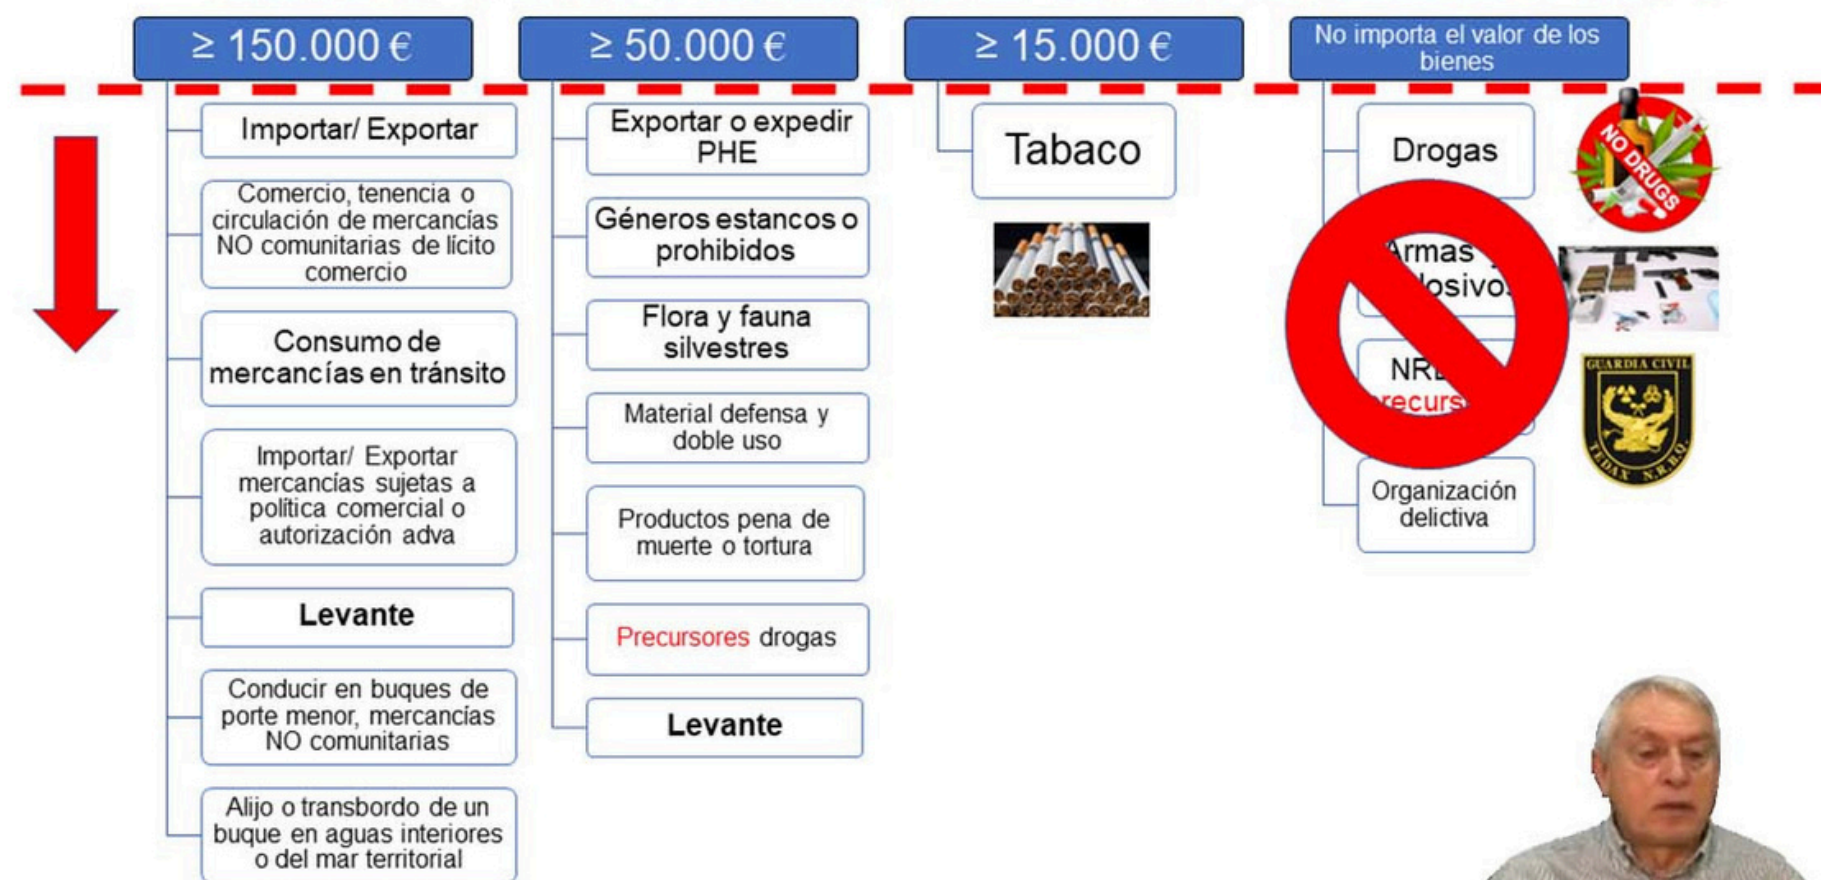 ≥ 150.000 €
Importar/ Exportar
Comercio, tenencia o
circulación de mercancías
NO comunitarias de lícito
comercio
Consumo de
mercancías en tránsito
Importar/ Exportar
mercancías sujetas a
política comercial o
autorización adva
Levante
Conducir en buques de
porte menor, mercancías
NO comunitarias
Alijo o transbordo de un
buque en aguas interiores
o del mar territorial
≥ 50.000 €
Exportar o expedir
PHE
Géneros estancos o
prohibidos
Flora y fauna
silvestres
Material defensa y
doble uso
Productos pena de
muerte o tortura
Precursores drogas
Levante
≥ 15.000 €
Tabaco
No importa el valor de los
bienes
Drogas
Armas
Organización
delictiva
NO DRUGS
GUARDIA CIVIL
TEDAX N.R.B.Q.